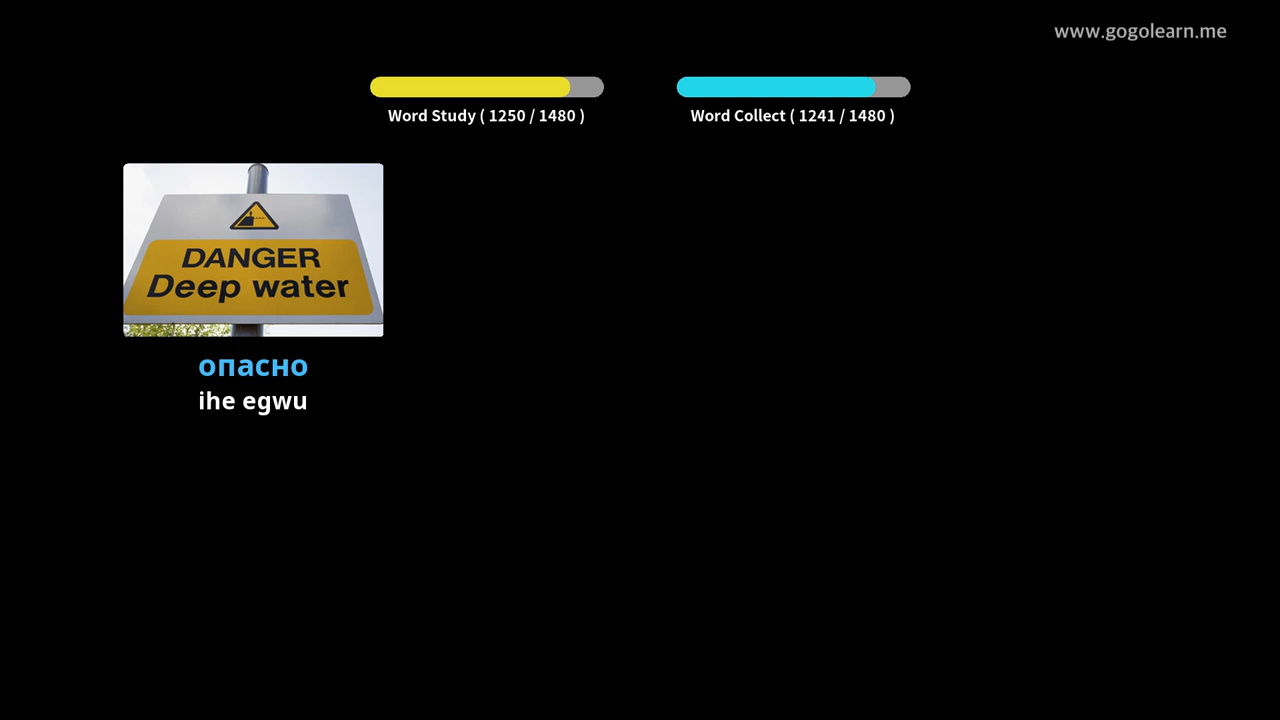 www.gogolearn.me
Word Study ( 1250 / 1480 )
Word Collect ( 1241 / 1480 )
DANGER
Deep water
опасно
ihe egwu